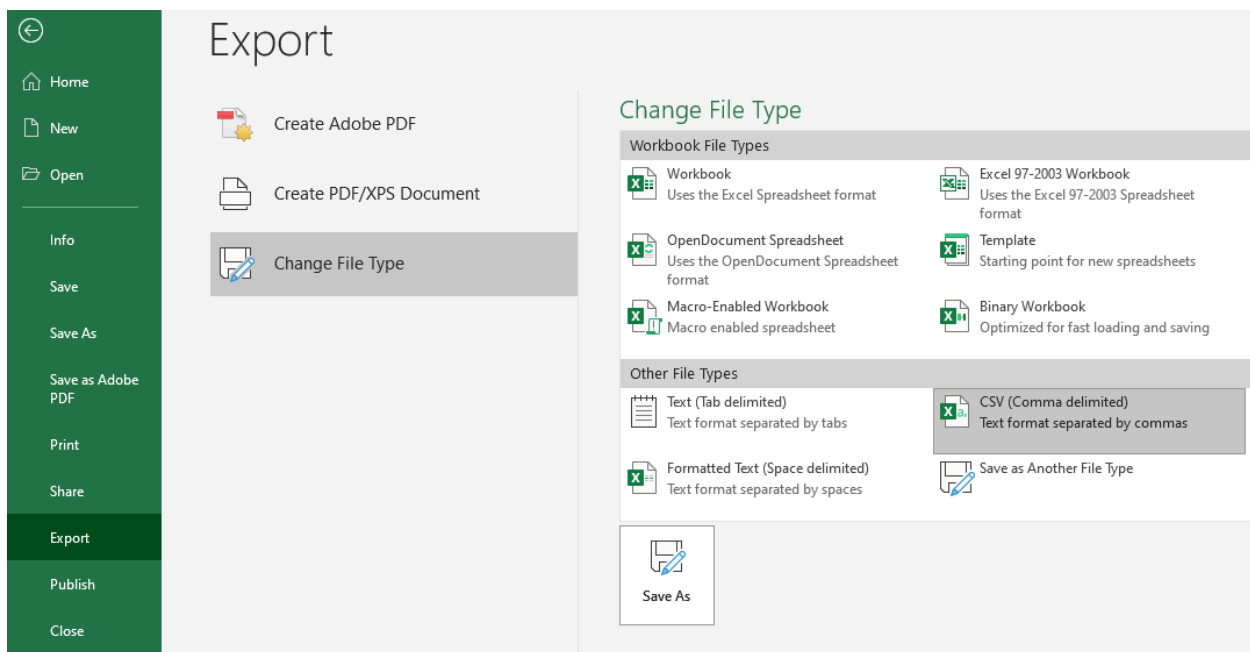 Export
Home
New
Open
Info
Save
Save As
Save as Adobe
PDF
Print
Share
Export
Publish
Close
Create Adobe PDF
Create PDF/XPS Document
Change File Type
Change File Type
Workbook File Types
Workbook
Uses the Excel Spreadsheet format
Excel 97-2003 Workbook
Uses the Excel 97-2003 Spreadsheet
format
OpenDocument Spreadsheet
Uses the OpenDocument Spreadsheet
format
Template
Starting point for new spreadsheets
Macro-Enabled Workbook
Macro enabled spreadsheet
Binary Workbook
Optimized for fast loading and saving
Other File Types
Text (Tab delimited)
Text format separated by tabs
CSV (Comma delimited)
Text format separated by commas
Formatted Text (Space delimited)
Text format separated by spaces
Save as Another File Type
Save As